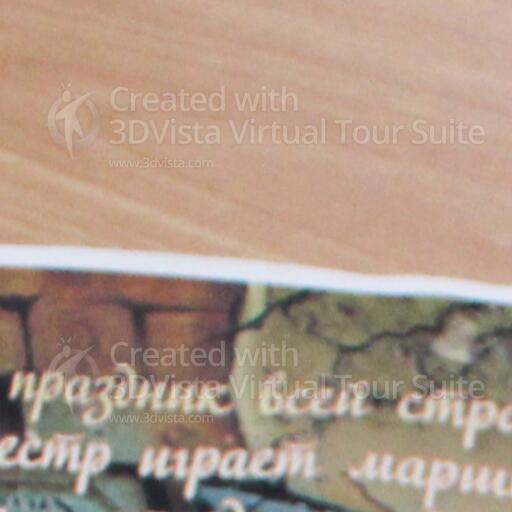 Created with
3DVista Virtual Tour Suite
www.3dvista.com
Created with
3DVista Virtual Tour Suite
www.3dvista.com
праздник всей стра
естр играет марш